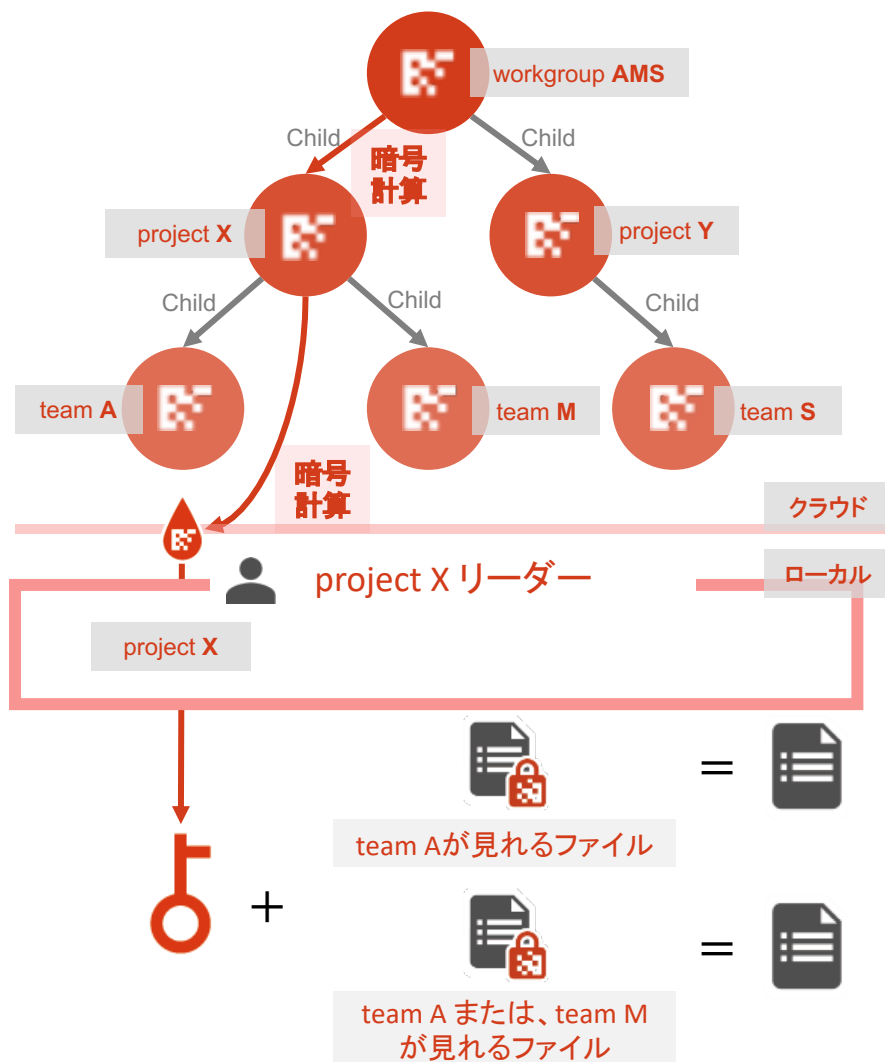 workgroup AMS
Child
Child
暗号
計算
project X
project Y
Child
Child
Child
team A
team M
team S
暗号
計算
クラウド
project X リーダー
ローカル
project X
=
team Aが見れるファイル
+
=
team A または、team M
が見れるファイル